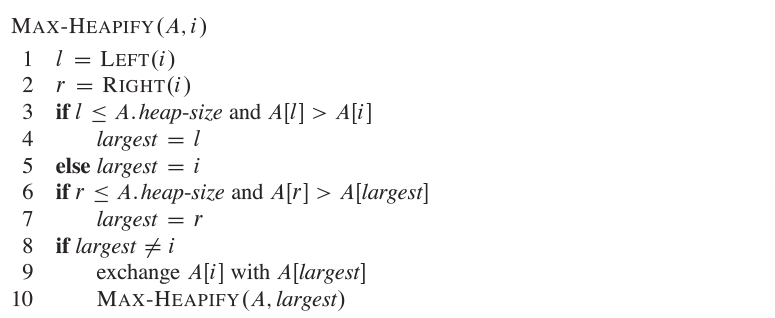 MAX-HEAPIFY(A, i)
1 l = LEFT(i)
2 r = RIGHT(i)
3 if l ≤ A.heap-size and A[l] > A[i]
4 largest = l
5 else largest = i
6 if r ≤ A.heap-size and A[r] > A[largest]
7 largest = r
8 if largest ≠ i
9 exchange A[i] with A[largest]
10 MAX-HEAPIFY(A, largest)